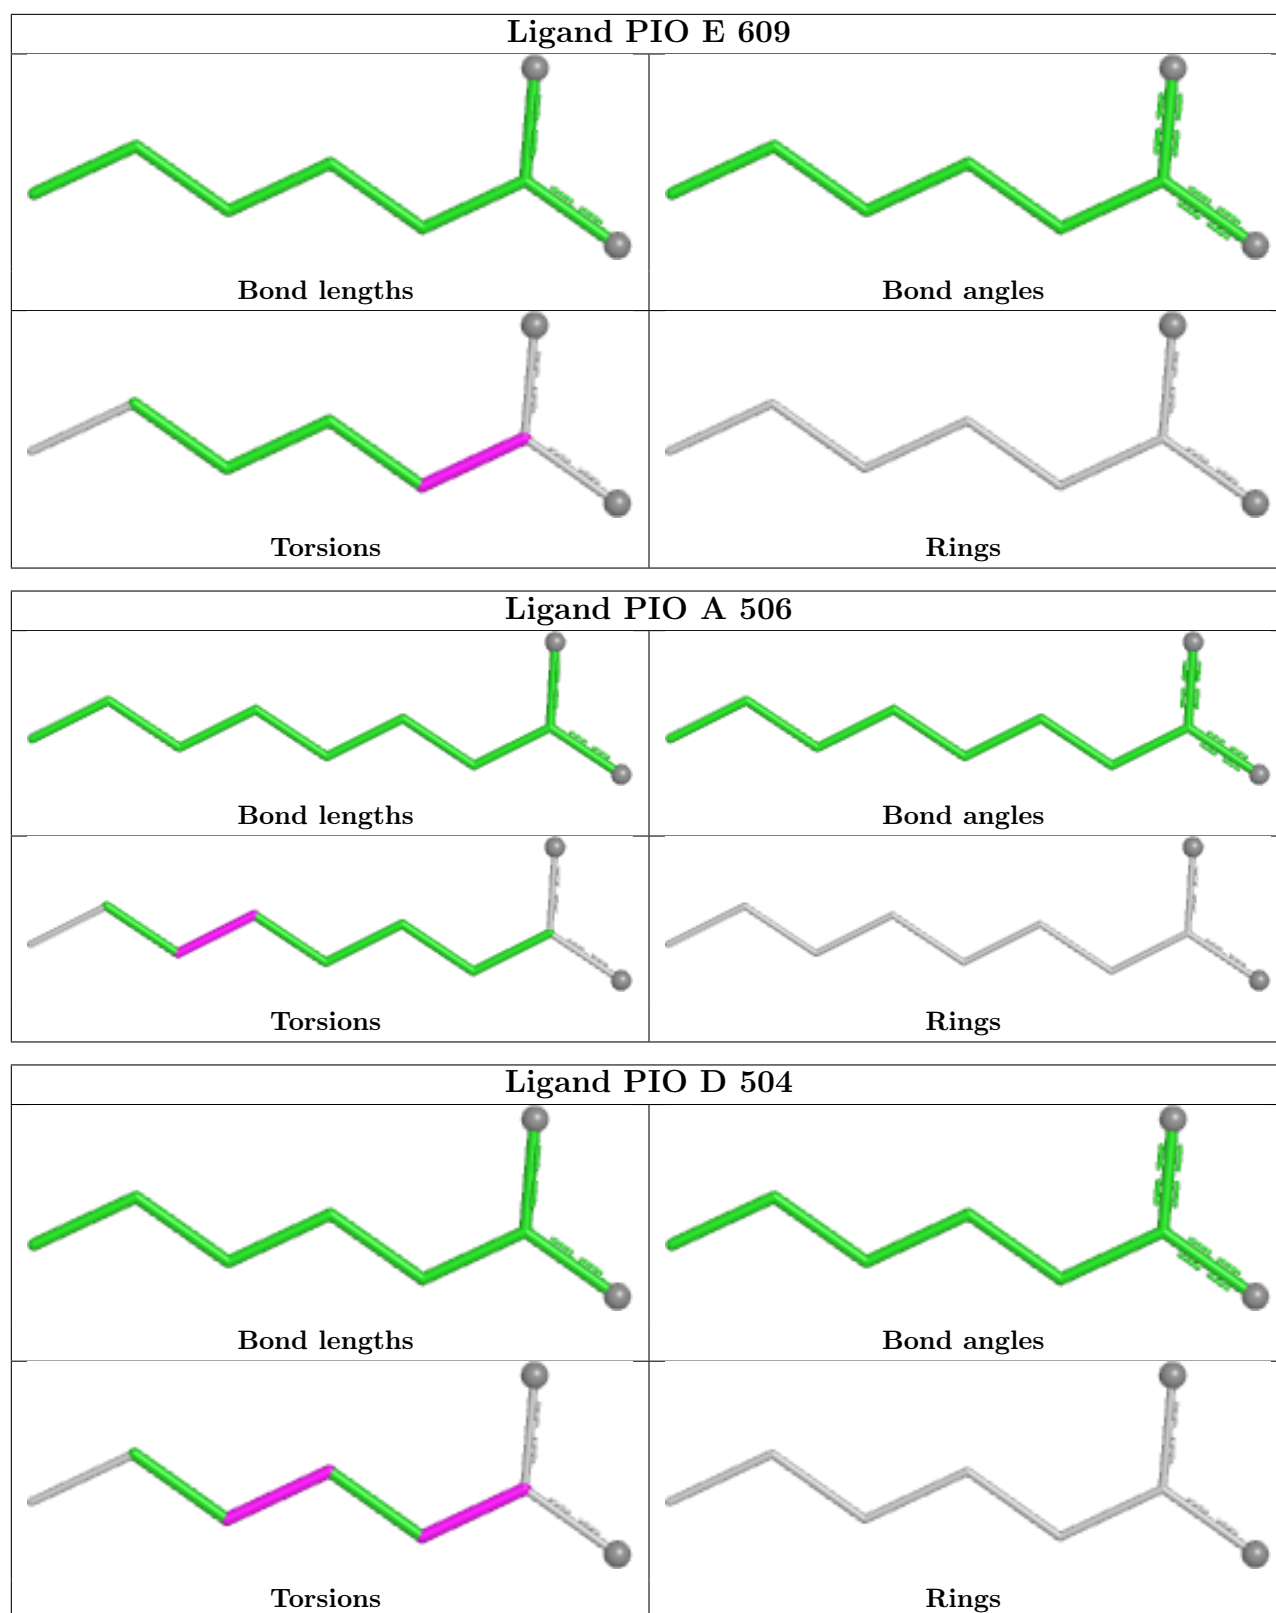 Ligand PIO E 609
Bond lengths
Bond angles
Torsions
Rings
Ligand PIO A 506
Bond lengths
Bond angles
Torsions
Rings
Ligand PIO D 504
Bond lengths
Bond angles
Torsions
Rings